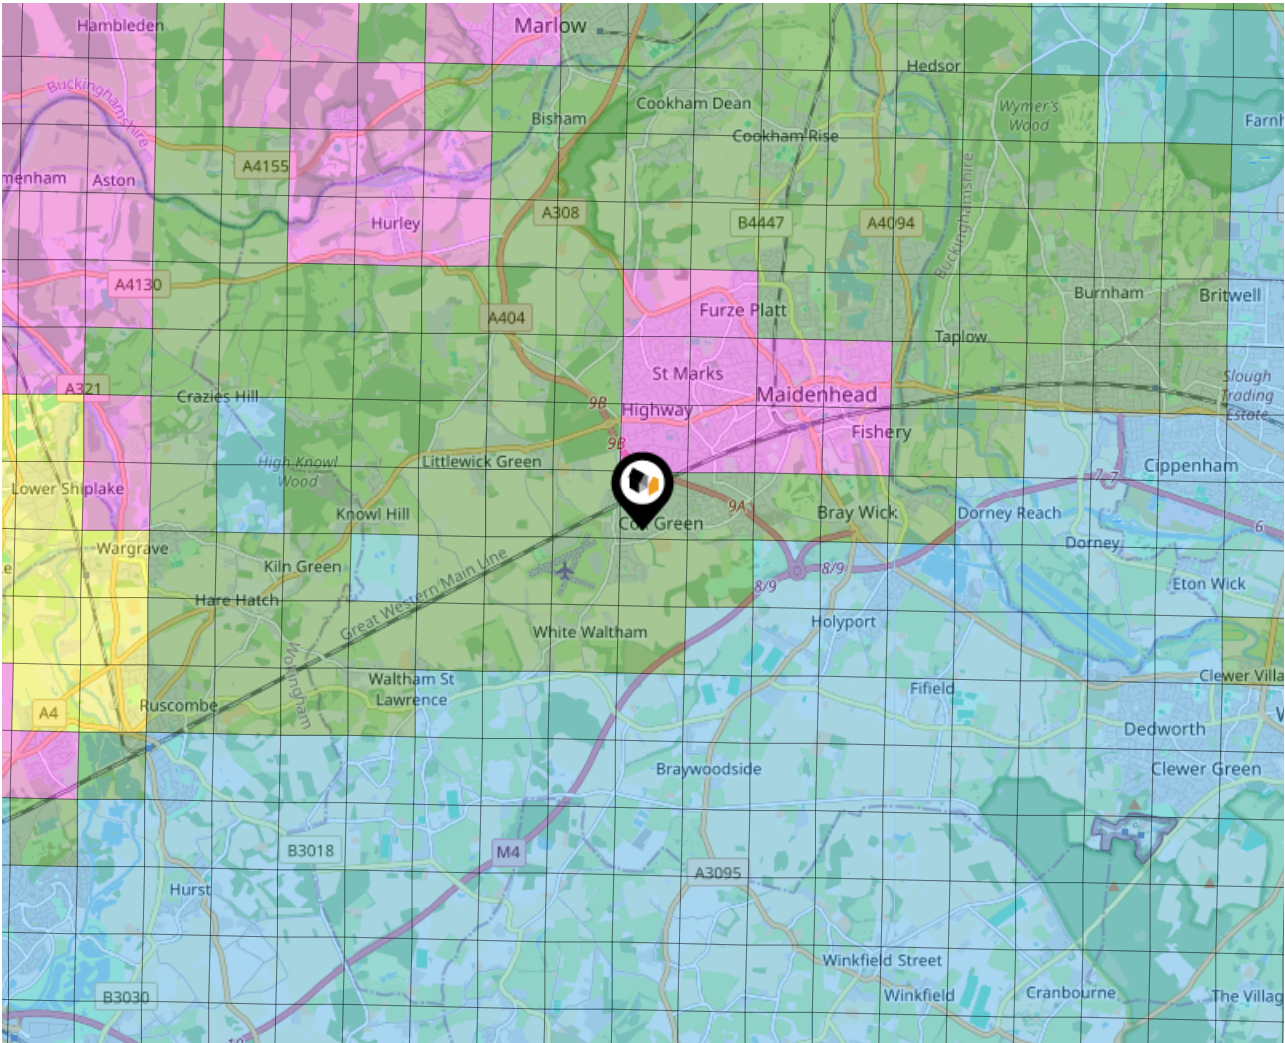 Hambleden
Marlow
Hedsor
Buckinghamshire
Cookham Dean
Wymer's
Wood
Bisham
Cookham Rise
Farnh
A4155
menham
Aston
Hurley
A308
B4447
A4094
Buckinghamshire
A4130
Burnham
Britwell
A404
Furze Platt
Taplow
St Marks
A321
Crazies Hill
9B
Highway
Maidenhead
Slough
Trading
Estate
9B
Fishery
Littlewick Green
High Knowl
Wood
Cippenham
7
7
Lower Shiplake
9A
Knowl Hill
Green
Bray Wick
Dorney Reach
6
Wargrave
Dorney
Kiln Green
Great Western Main Line
8/9
8/9
Eton Wick
e
Hare Hatch
White Waltham
Holyport
Wokingham
Waltham St
Lawrence
Clewer Villa
Fifield
Ruscombe
A4
Dedworth
W
Braywoodside
Clewer Green
B3018
M4
A3095
Hurst
Winkfield Street
B3030
Winkfield
Cranbourne
The Villag
10